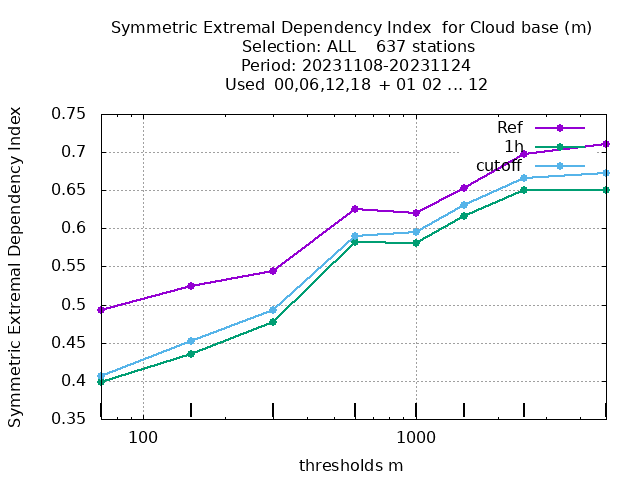 Symmetric Extremal Dependency Index  for Cloud base (m)
Selection: ALL    637 stations
Period: 20231108-20231124
Used  00,06,12,18  + 01 02 ... 12
Symmetric Extremal Dependency Index
0.75
0.7
0.65
0.6
0.55
0.5
0.45
0.4
0.35
Ref
1h
cutoff
100
1000
thresholds m